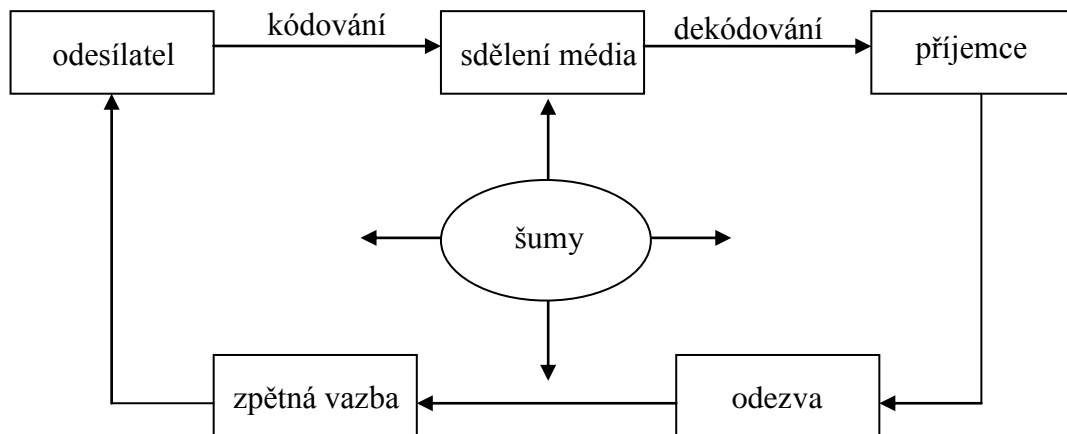 odesílatel
kódování
sdělení média
dekódování
příjemce
šumy
zpětná vazba
odezva